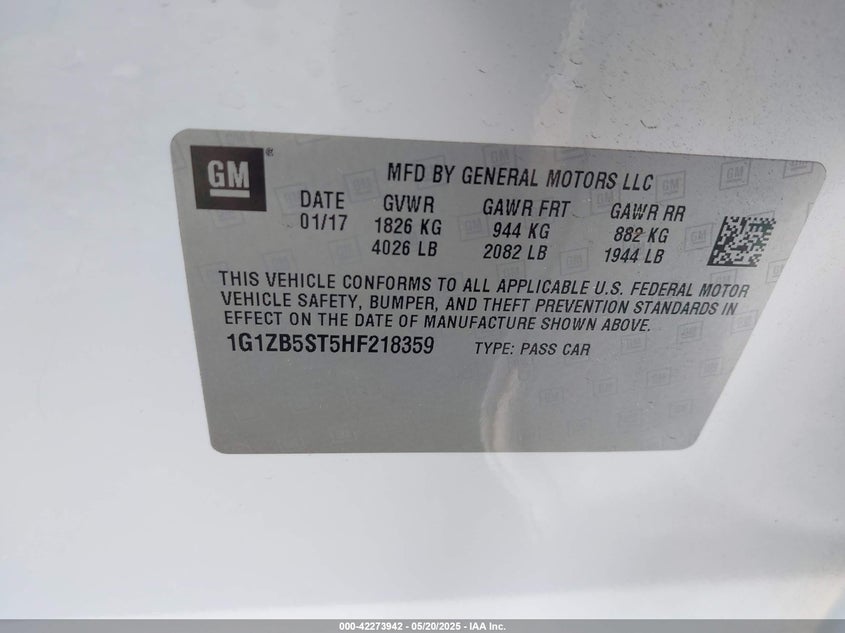 GM®
MFD BY GENERAL MOTORS LLC
DATE GVWR GAWR FRT GAWR RR
01/17 1826 KG 944 KG 882 KG
4026 LB 2082 LB 1944 LB
THIS VEHICLE CONFORMS TO ALL APPLICABLE U.S. FEDERAL MOTOR
VEHICLE SAFETY, BUMPER, AND THEFT PREVENTION STANDARDS IN
EFFECT ON THE DATE OF MANUFACTURE SHOWN ABOVE.
1G1ZB5ST5HF218359 TYPE: PASS CAR
000-42273942 - 05/20/2025 - IAA Inc.